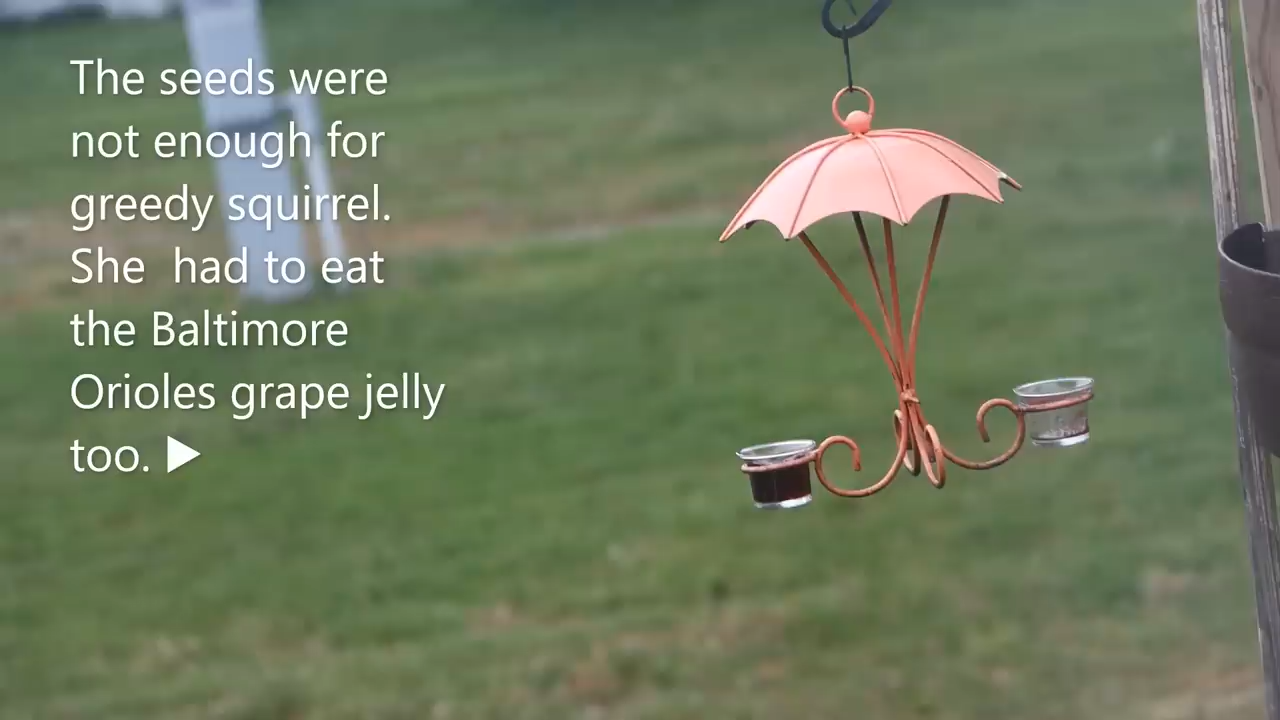 The seeds were
not enough for
greedy squirrel.
She  had to eat
the Baltimore
Orioles grape jelly
too. ▶